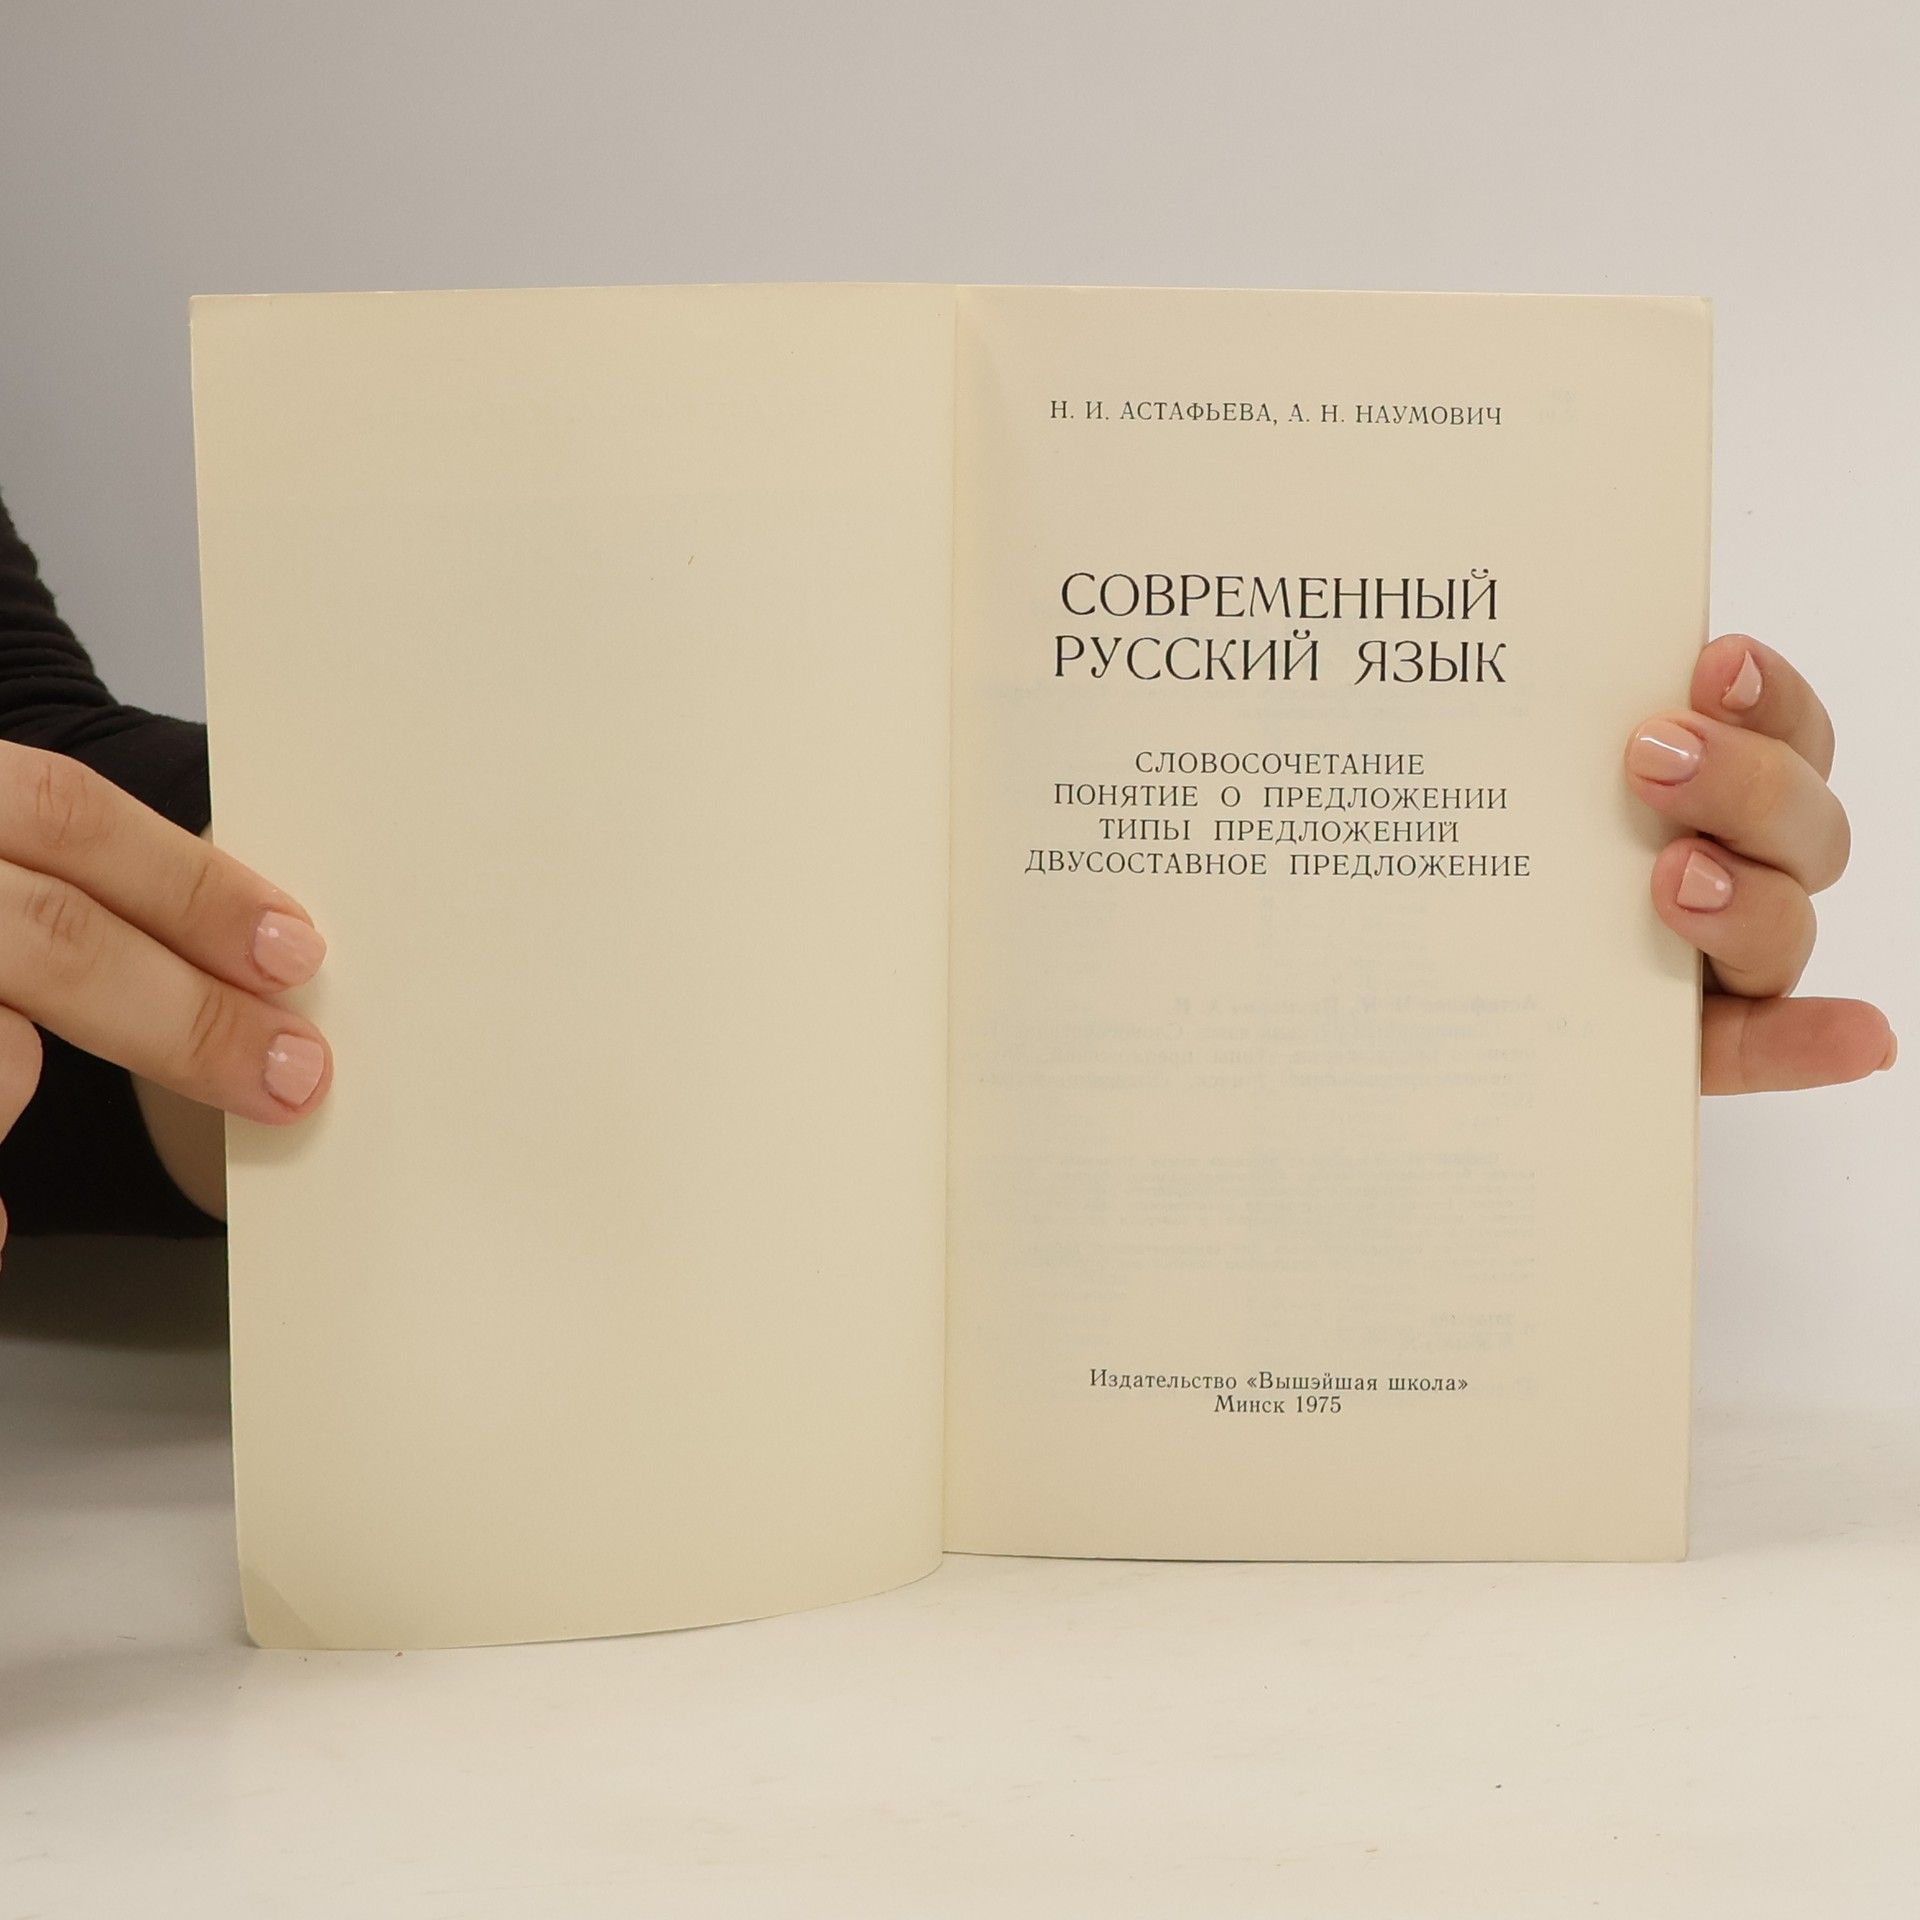 Н. И. АСТАФЬЕВА, А. Н. НАУМОВИЧ
СОВРЕМЕННЫЙ
РУССКИЙ ЯЗЫК
СЛОВОСОЧЕТАНИЕ
ПОНЯТИЕ О ПРЕДЛОЖЕНИИ
ТИПЫ ПРЕДЛОЖЕНИЙ
ДВУСОСТАВНОЕ ПРЕДЛОЖЕНИЕ
Издательство «Вышэйшая школа»
Минск 1975